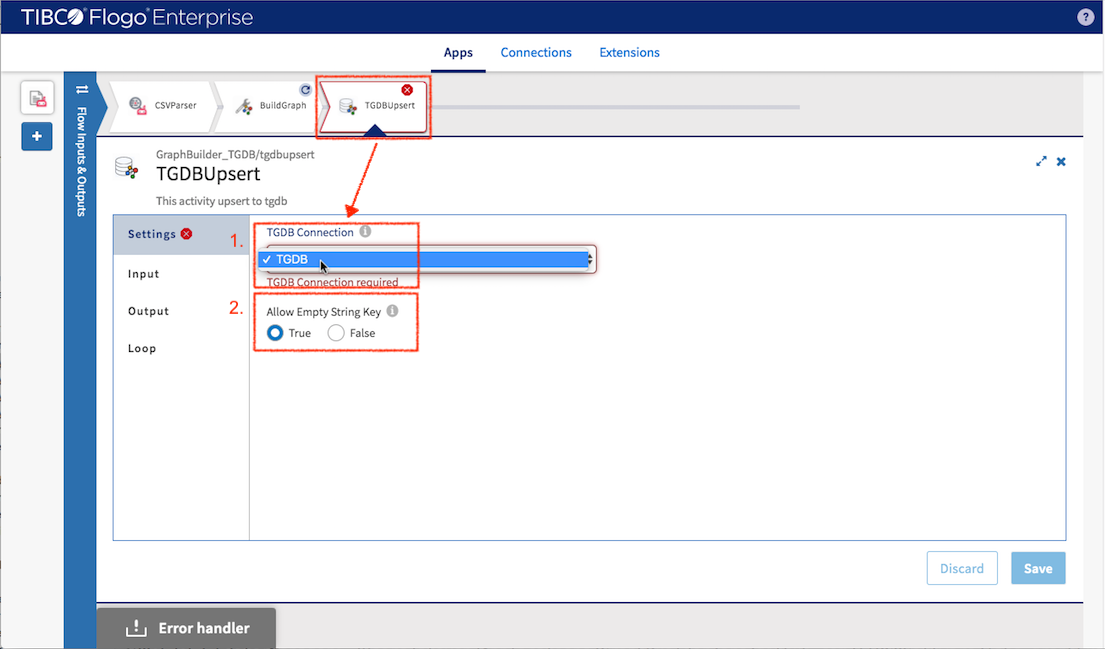 TIBCO Flogo® Enterprise
?
Apps
Connections
Extensions
Flow Inputs & Outputs
CSVParser
BuildGraph
TGDBUpsert
+
GraphBuilder_TGDB/tgdbupsert
TGDBUpsert
This activity upsert to tgdb
Settings
Input
Output
Loop
1.
TGDB Connection
✓ TGDB
TGDB Connection required
2.
Allow Empty String Key
True
False
Discard
Save
Error handler